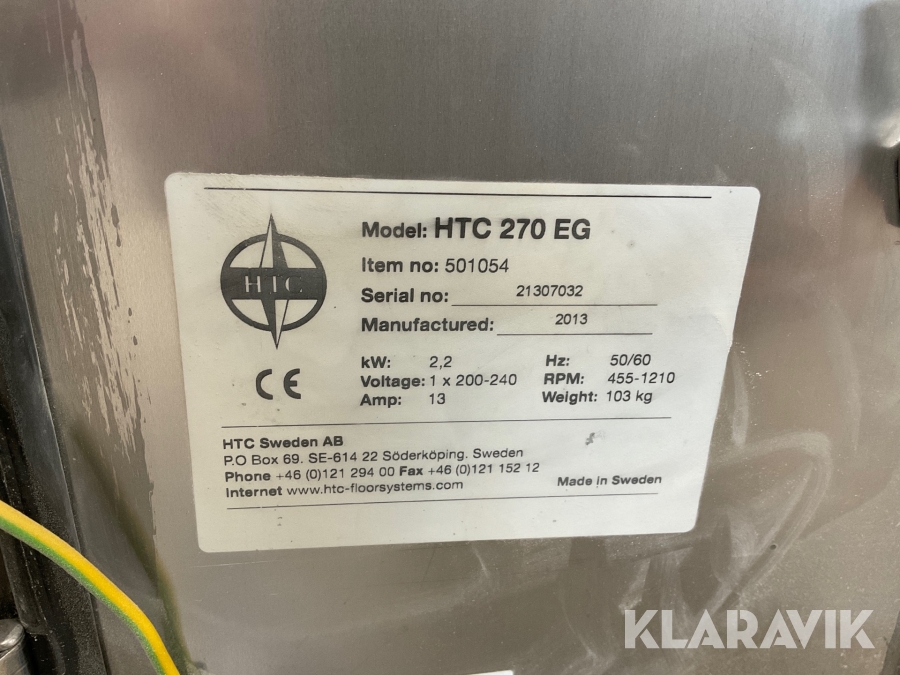 HTC
Model: HTC 270 EG
Item no: 501054
Serial no: 21307032
Manufactured: 2013
kW: 2,2 Hz: 50/60
Voltage: 1 x 200-240 RPM: 455-1210
Amp: 13 Weight: 103 kg
CE
HTC Sweden AB
P.O Box 69. SE-614 22 Söderköping. Sweden
Phone +46 (0)121 294 00 Fax +46 (0)121 152 12
Internet www.htc-floorsystems.com Made in Sweden
KLARAVIK